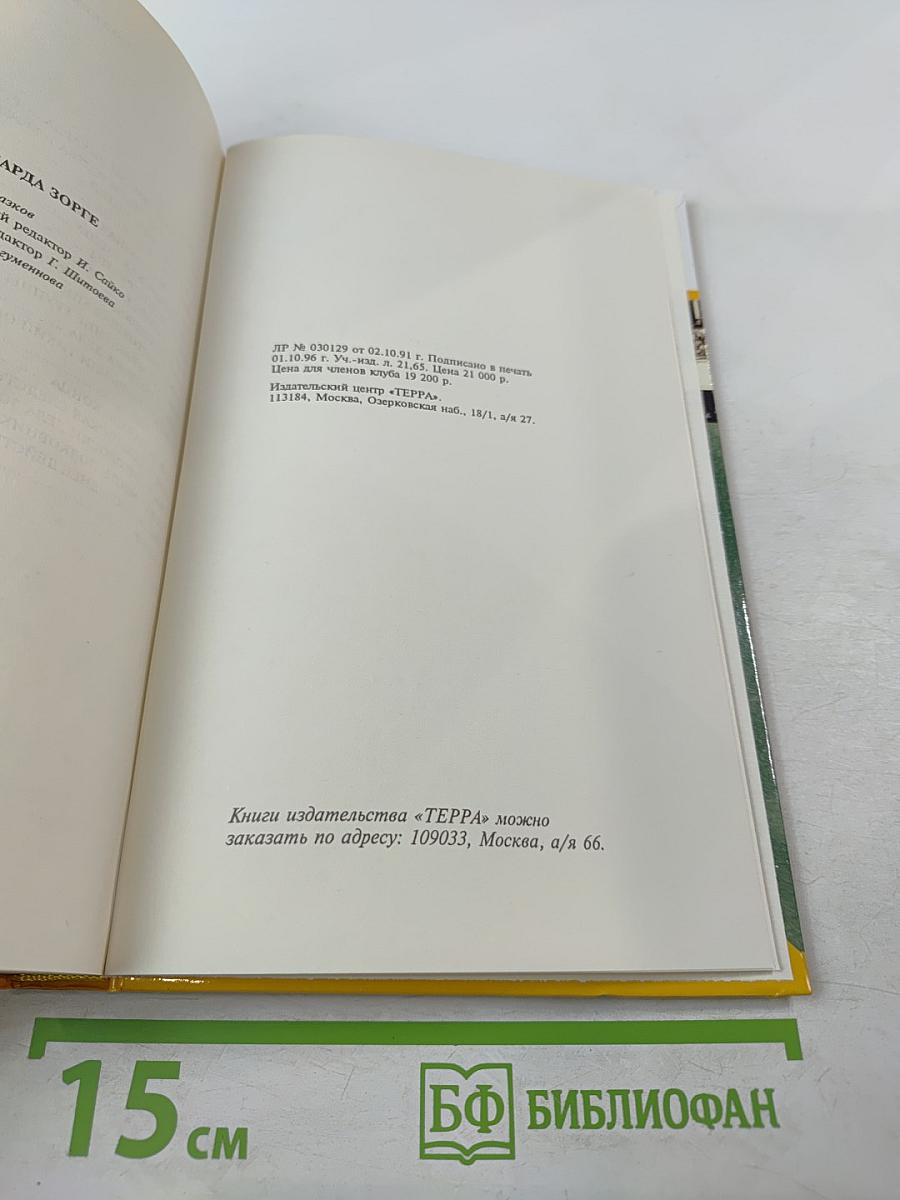 АРДА ЗОРГЕ
азков
й редактор И. Сайко
дактор Г. Шитоева
гуменнова
ЛР № 030129 от 02.10.91 г. Подписано в печать
01.10.96 г. Уч.-изд. л. 21,65. Цена 21 000 р.
Цена для членов клуба 19 200 р.
Издательский центр «ТЕРРА».
113184, Москва, Озерковская наб., 18/1, а/я 27.
Книги издательства «ТЕРРА» можно
заказать по адресу: 109033, Москва, а/я 66.
15 см
БФ БИБЛИОФАН